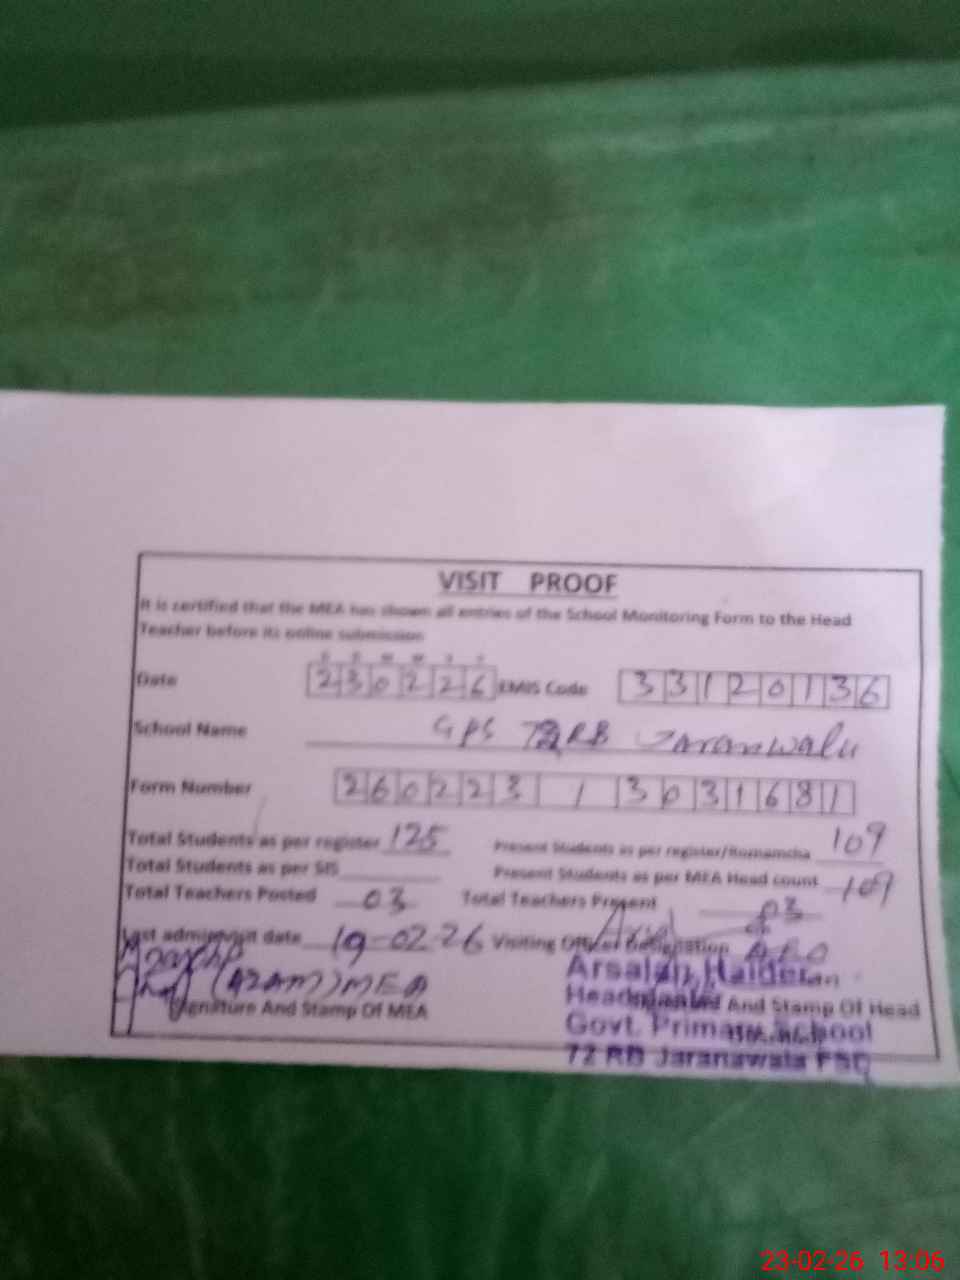 VISIT PROOF
It is certified that the MEA has shown all entries of the School Monitoring Form to the Head
Teacher before its online submission
Date 230226 EMIS Code 33120136
School Name GPS 72RB Jaranwala
Form Number 260223 1 3031681
Total Students as per register 125 Present Students as per register/Romamcha 109
Total Students as per SIS Present Students as per MEA Head count 109
Total Teachers Posted 03 Total Teachers Present 03
Last admin visit date 19-02-26 Visiting Officer Designation AEO
(AZAM) MEA
Signature And Stamp Of MEA And Stamp Of Head
Arsalan Haider
Headmaster
Govt. Primary School
72 RB Jaranawala FSD
23-02-26 13:06